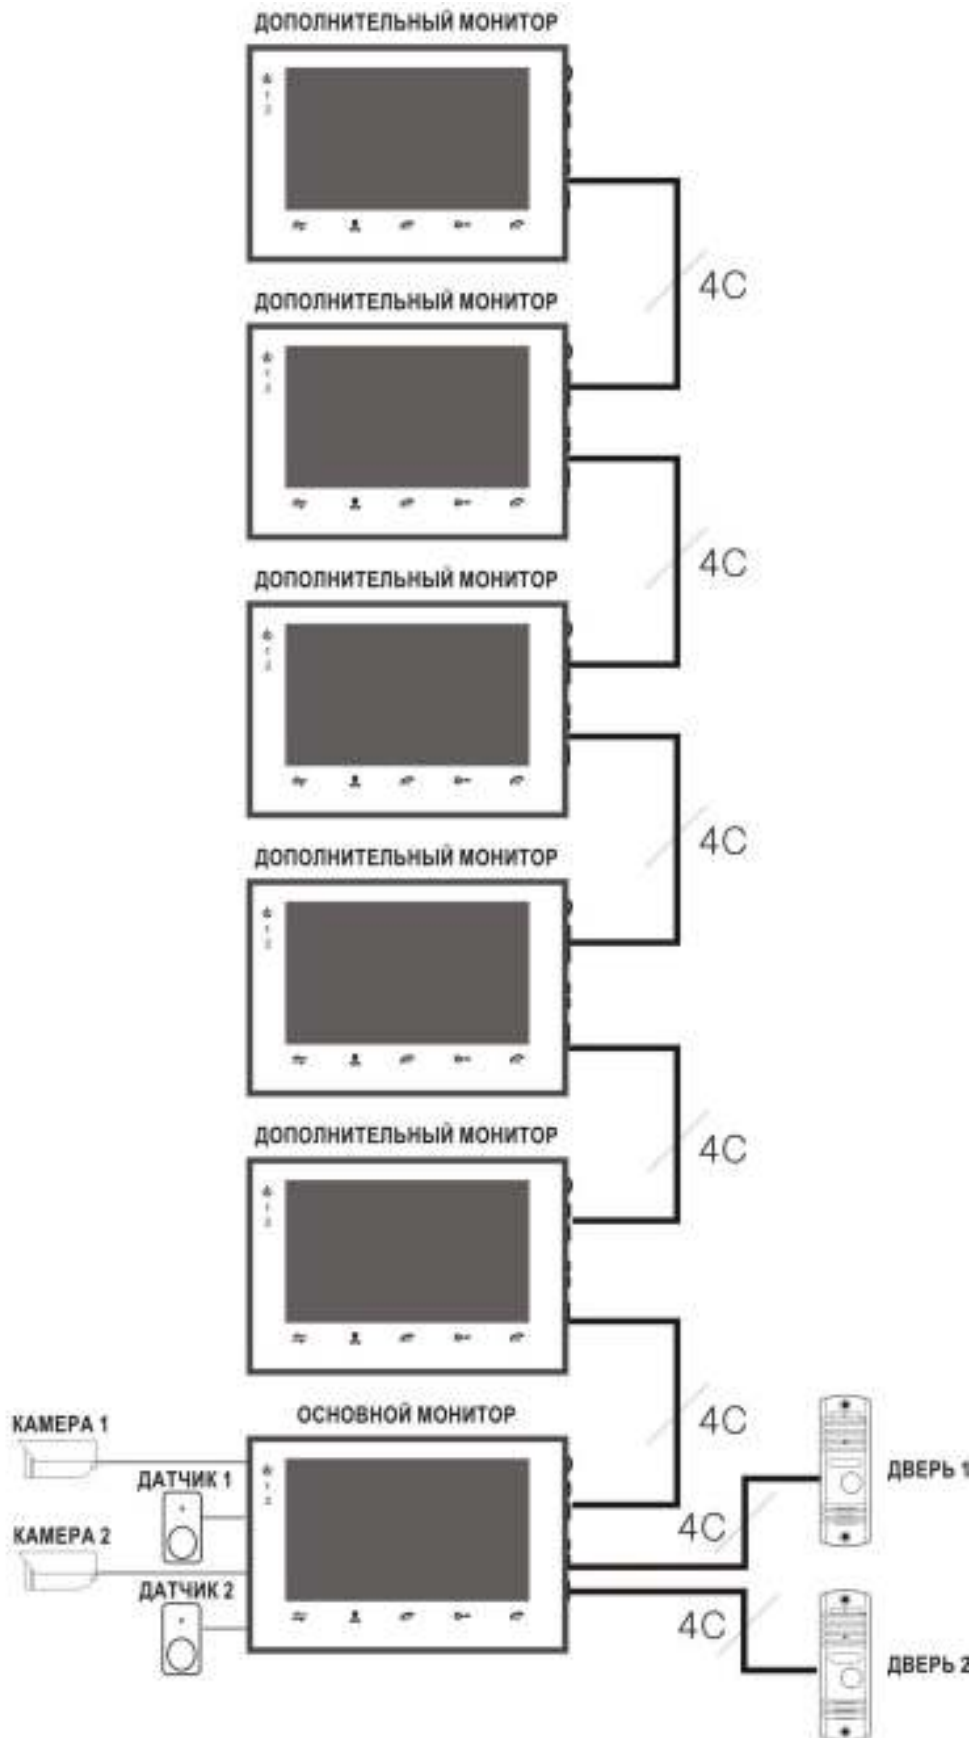 ДОПОЛНИТЕЛЬНЫЙ МОНИТОР
4C
ДОПОЛНИТЕЛЬНЫЙ МОНИТОР
4C
ДОПОЛНИТЕЛЬНЫЙ МОНИТОР
4C
ДОПОЛНИТЕЛЬНЫЙ МОНИТОР
4C
ДОПОЛНИТЕЛЬНЫЙ МОНИТОР
4C
ОСНОВНОЙ МОНИТОР
КАМЕРА 1
ДАТЧИК 1
КАМЕРА 2
ДАТЧИК 2
4C
ДВЕРЬ 1
4C
ДВЕРЬ 2